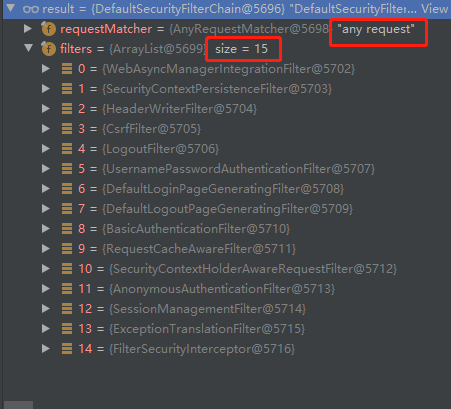 result = {DefaultSecurityFilterChain@5696} "DefaultSecurityFilter... View
requestMatcher = {AnyRequestMatcher@5698} "any request"
filters = {ArrayList@5699} size = 15
0 = {WebAsyncManagerIntegrationFilter@5702}
1 = {SecurityContextPersistenceFilter@5703}
2 = {HeaderWriterFilter@5704}
3 = {CsrfFilter@5705}
4 = {LogoutFilter@5706}
5 = {UsernamePasswordAuthenticationFilter@5707}
6 = {DefaultLoginPageGeneratingFilter@5708}
7 = {DefaultLogoutPageGeneratingFilter@5709}
8 = {BasicAuthenticationFilter@5710}
9 = {RequestCacheAwareFilter@5711}
10 = {SecurityContextHolderAwareRequestFilter@5712}
11 = {AnonymousAuthenticationFilter@5713}
12 = {SessionManagementFilter@5714}
13 = {ExceptionTranslationFilter@5715}
14 = {FilterSecurityInterceptor@5716}